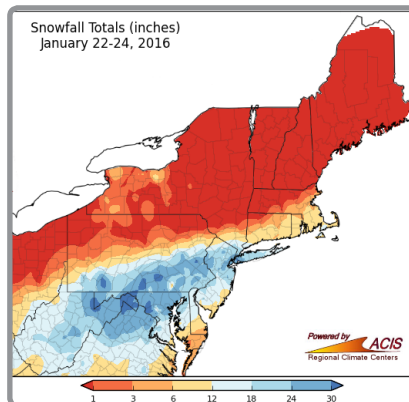 Snowfall Totals (inches)
January 22-24, 2016
Powered by
ACIS
Regional Climate Centers
1 3 6 12 18 24 30